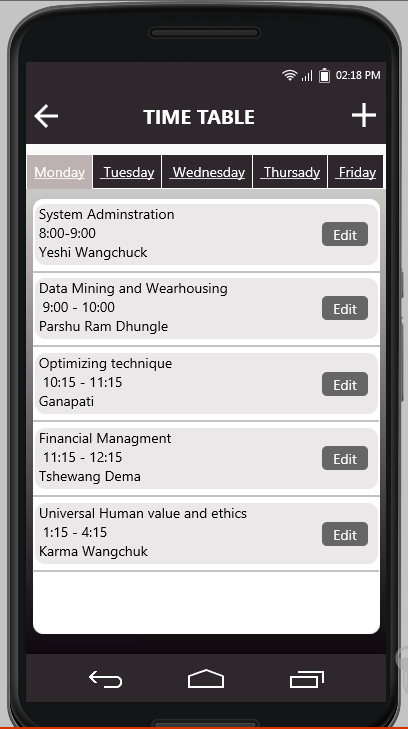 02:18 PM
TIME TABLE
Monday Tuesday Wednesday Thursady Friday
System Adminstration
8:00-9:00
Yeshi Wangchuck
Edit
Data Mining and Wearhousing
9:00 - 10:00
Parshu Ram Dhungle
Edit
Optimizing technique
10:15 - 11:15
Ganapati
Edit
Financial Managment
11:15 - 12:15
Tshewang Dema
Edit
Universal Human value and ethics
1:15 - 4:15
Karma Wangchuk
Edit